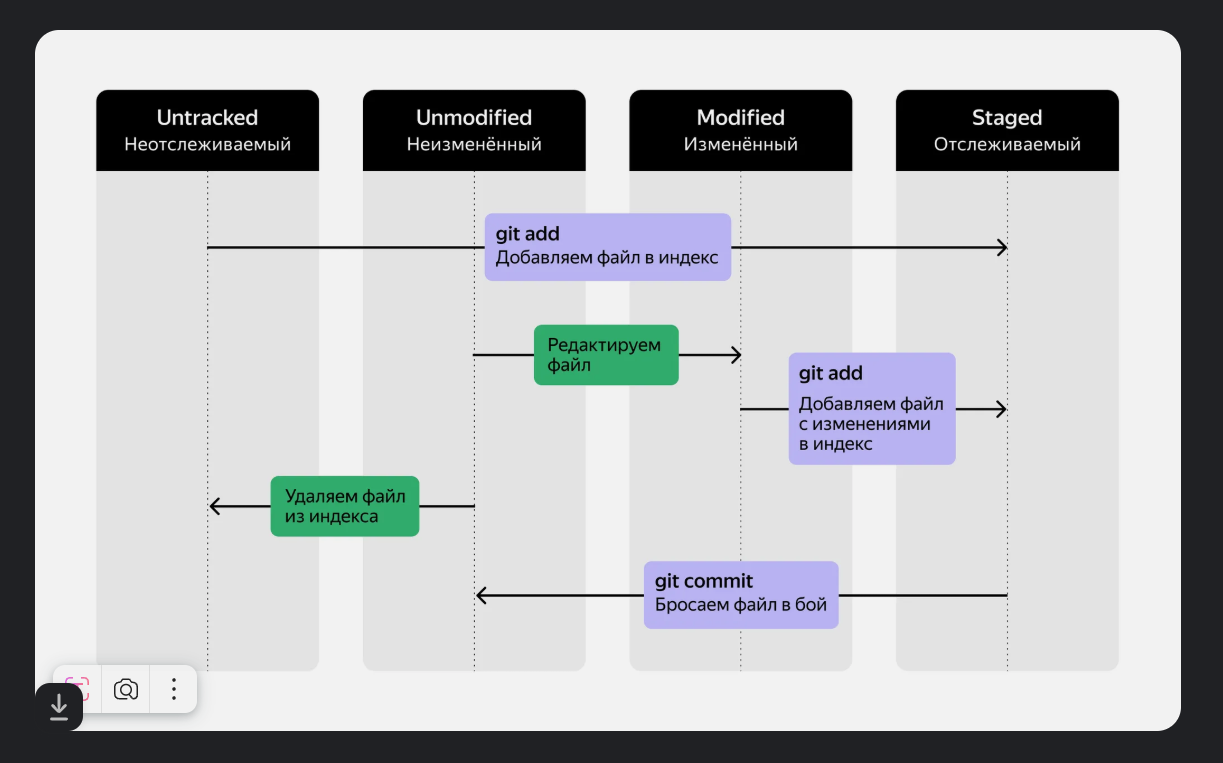 Untracked
Неотслеживаемый
Unmodified
Неизменённый
Modified
Изменённый
Staged
Отслеживаемый
git add
Добавляем файл в индекс
Редактируем
файл
git add
Добавляем файл
с изменениями
в индекс
Удаляем файл
из индекса
git commit
Бросаем файл в бой